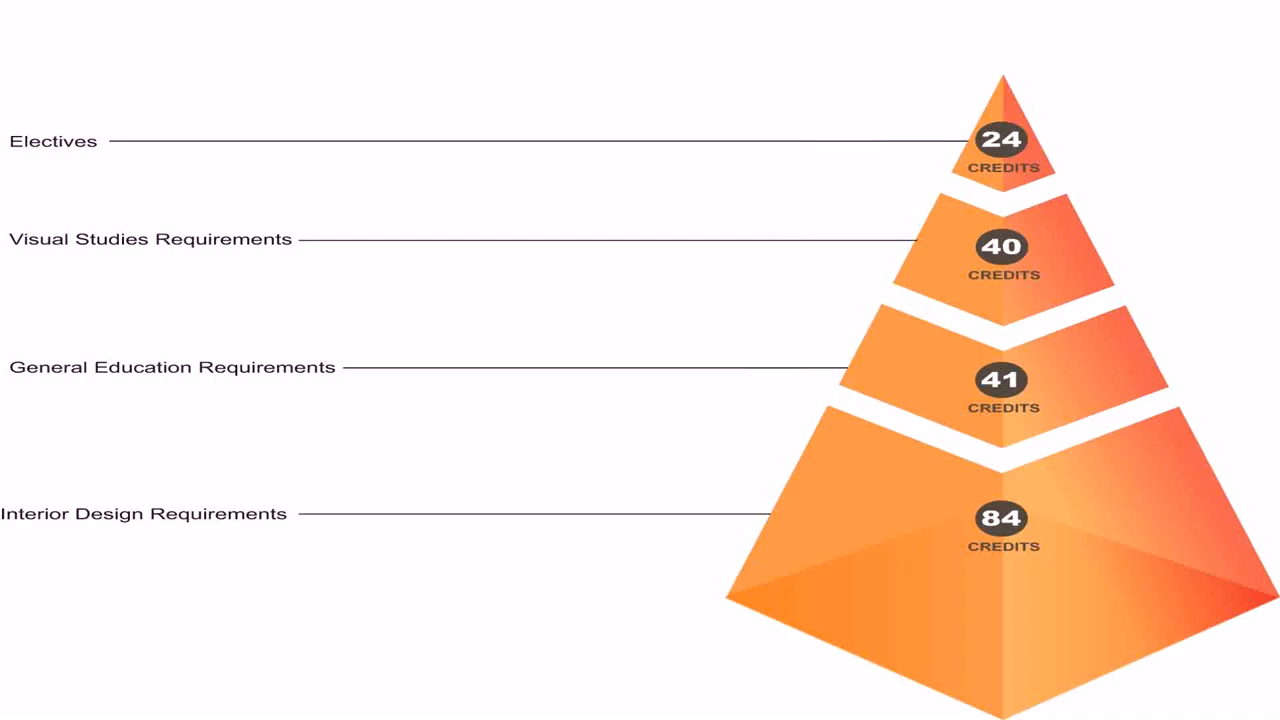 Electives
24
CREDITS
Visual Studies Requirements
40
CREDITS
General Education Requirements
41
CREDITS
Interior Design Requirements
84
CREDITS